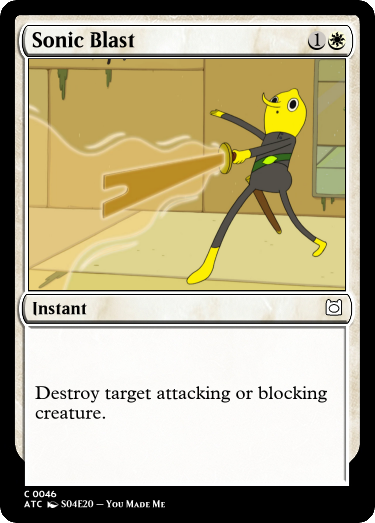 Sonic Blast 1
Instant
Destroy target attacking or blocking
creature.
C 0046
ATC S04E20 — You Made Me